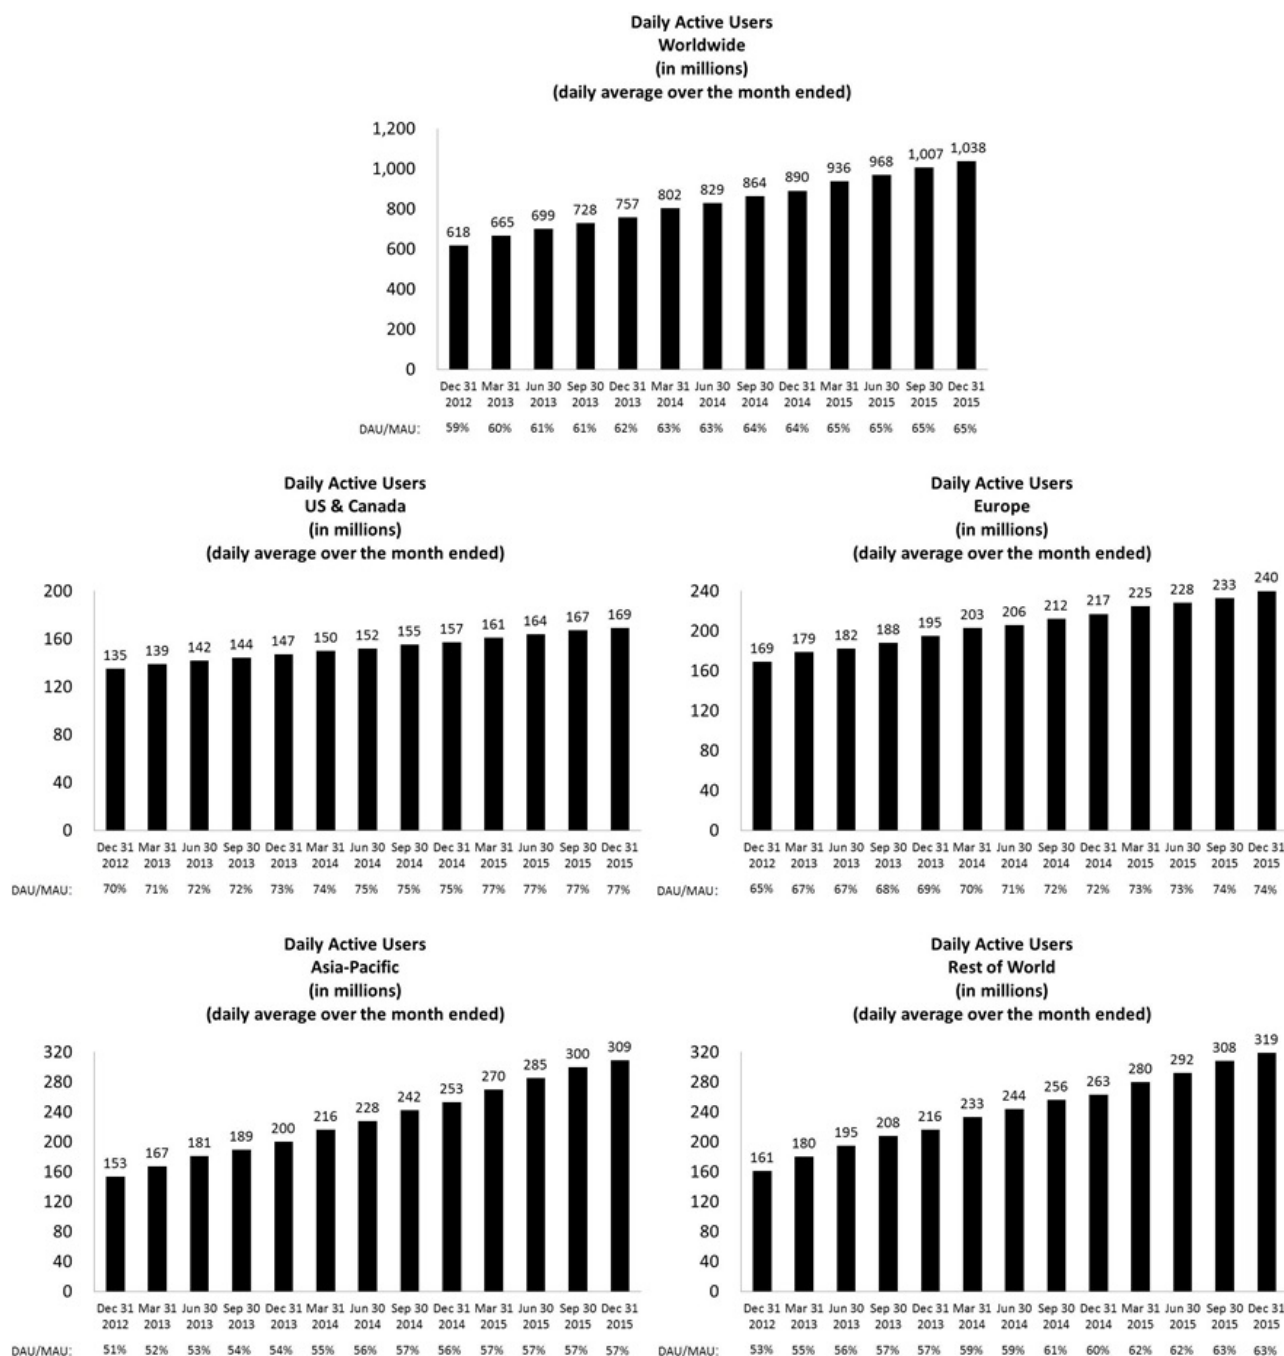 Daily Active Users
Worldwide
(in millions)
(daily average over the month ended)
1,200
1,000
800
600
400
200
0
618 665 699 728 757 802 829 864 890 936 968 1,007 1,038
Dec 31 Mar 31 Jun 30 Sep 30 Dec 31 Mar 31 Jun 30 Sep 30 Dec 31 Mar 31 Jun 30 Sep 30 Dec 31
2012 2013 2013 2013 2013 2014 2014 2014 2014 2015 2015 2015 2015
DAU/MAU: 59% 60% 61% 61% 62% 63% 63% 64% 64% 65% 65% 65% 65%
Daily Active Users
US & Canada
(in millions)
(daily average over the month ended)
200
160
120
80
40
0
135 139 142 144 147 150 152 155 157 161 164 167 169
Dec 31 Mar 31 Jun 30 Sep 30 Dec 31 Mar 31 Jun 30 Sep 30 Dec 31 Mar 31 Jun 30 Sep 30 Dec 31
2012 2013 2013 2013 2013 2014 2014 2014 2014 2015 2015 2015 2015
DAU/MAU: 70% 71% 72% 72% 73% 74% 75% 75% 75% 77% 77% 77% 77%
Daily Active Users
Europe
(in millions)
(daily average over the month ended)
240
200
160
120
80
40
0
169 179 182 188 195 203 206 212 217 225 228 233 240
Dec 31 Mar 31 Jun 30 Sep 30 Dec 31 Mar 31 Jun 30 Sep 30 Dec 31 Mar 31 Jun 30 Sep 30 Dec 31
2012 2013 2013 2013 2013 2014 2014 2014 2014 2015 2015 2015 2015
DAU/MAU: 65% 67% 67% 68% 69% 70% 71% 72% 72% 73% 73% 74% 74%
Daily Active Users
Asia-Pacific
(in millions)
(daily average over the month ended)
320
280
240
200
160
120
80
40
0
153 167 181 189 200 216 228 242 253 270 285 300 309
Dec 31 Mar 31 Jun 30 Sep 30 Dec 31 Mar 31 Jun 30 Sep 30 Dec 31 Mar 31 Jun 30 Sep 30 Dec 31
2012 2013 2013 2013 2013 2014 2014 2014 2014 2015 2015 2015 2015
DAU/MAU: 51% 52% 53% 54% 54% 55% 56% 57% 56% 57% 57% 57% 57%
Daily Active Users
Rest of World
(in millions)
(daily average over the month ended)
320
280
240
200
160
120
80
40
0
161 180 195 208 216 233 244 256 263 280 292 308 319
Dec 31 Mar 31 Jun 30 Sep 30 Dec 31 Mar 31 Jun 30 Sep 30 Dec 31 Mar 31 Jun 30 Sep 30 Dec 31
2012 2013 2013 2013 2013 2014 2014 2014 2014 2015 2015 2015 2015
DAU/MAU: 53% 55% 56% 57% 57% 59% 59% 61% 60% 62% 62% 63% 63%